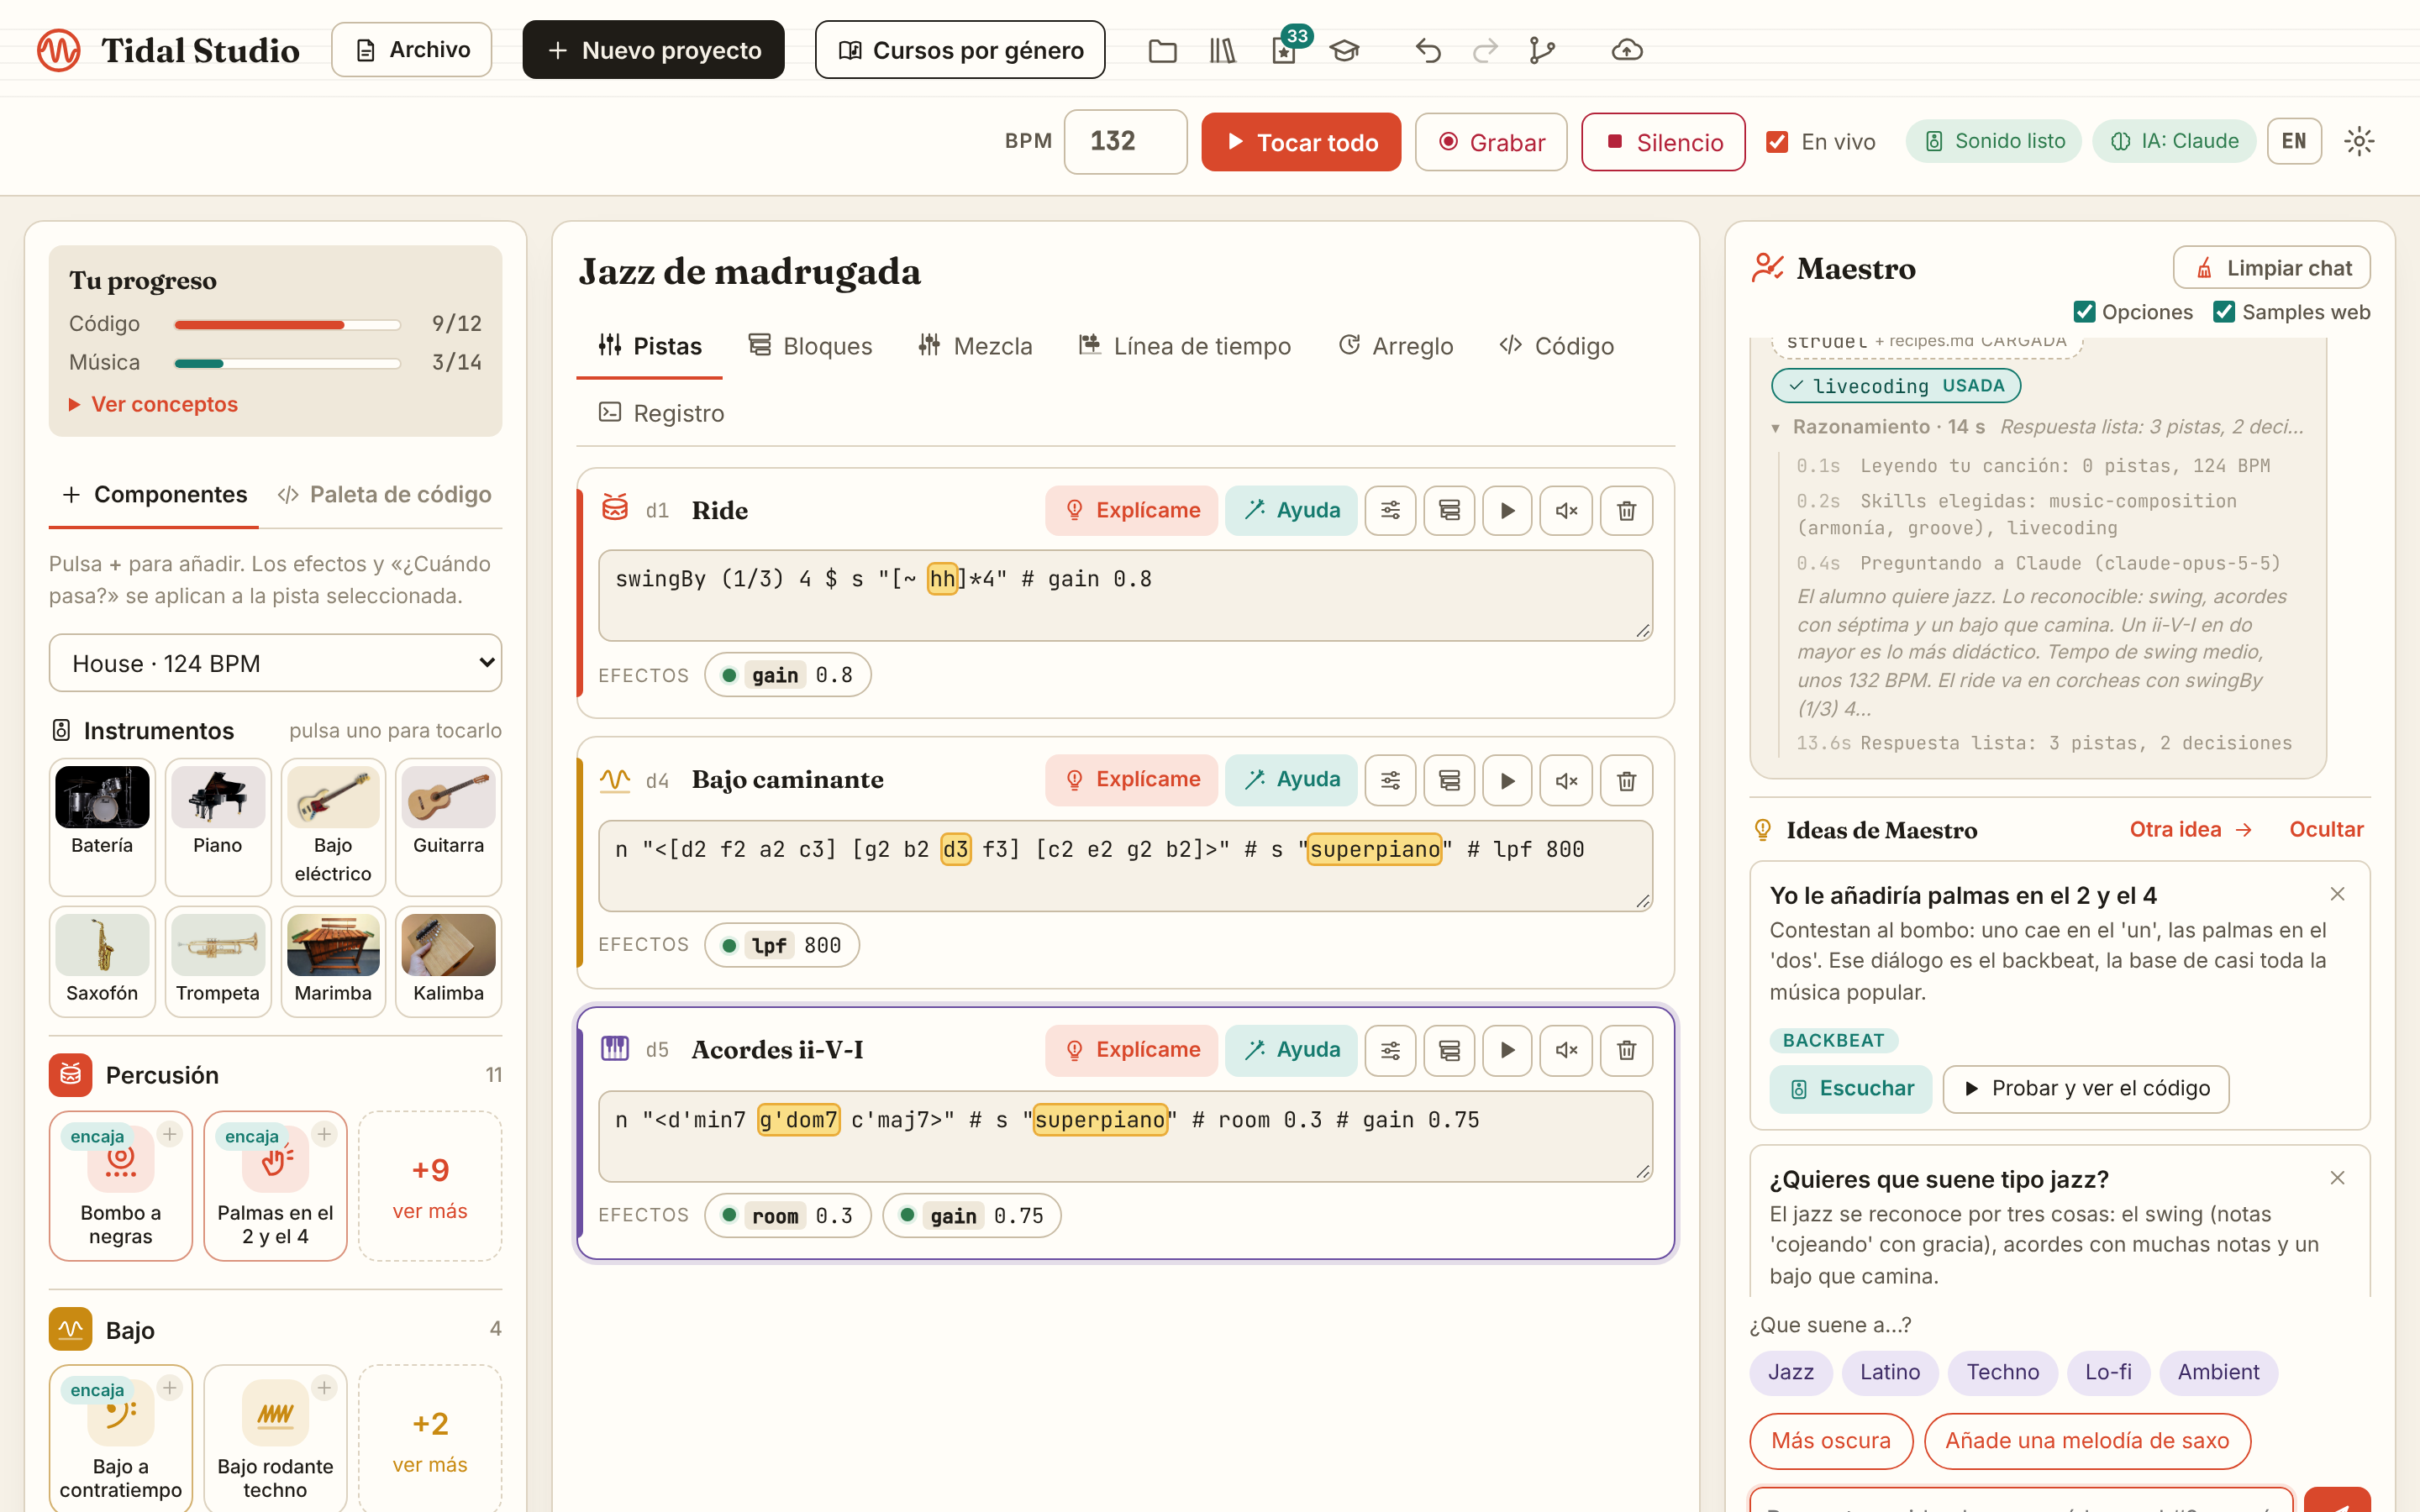 Tidal Studio
Archivo
Nuevo proyecto
Cursos por género
33
BPM
132
Tocar todo
Grabar
Silencio
En vivo
Sonido listo
IA: Claude
EN
Tu progreso
Código
9/12
Música
3/14
Ver conceptos
Componentes
Paleta de código
Pulsa + para añadir. Los efectos y «¿Cuándo
pasa?» se aplican a la pista seleccionada.
House · 124 BPM
Instrumentos
pulsa uno para tocarlo
Batería
Piano
Bajo
eléctrico
Guitarra
Saxofón
Trompeta
Marimba
Kalimba
Percusión
11
encaja
Bombo a
negras
encaja
Palmas en el
2 y el 4
+9
ver más
Bajo
4
encaja
Bajo a
contratiempo
Bajo rodante
techno
+2
ver más
Jazz de madrugada
Pistas
Bloques
Mezcla
Línea de tiempo
Arreglo
Código
Registro
d1
Ride
Explícame
Ayuda
swingBy (1/3) 4 $ s "[~ hh]*4" # gain 0.8
EFECTOS
gain 0.8
d4
Bajo caminante
Explícame
Ayuda
n "<[d2 f2 a2 c3] [g2 b2 d3 f3] [c2 e2 g2 b2]>" # s "superpiano" # lpf 800
EFECTOS
lpf 800
d5
Acordes ii-V-I
Explícame
Ayuda
n "<d'min7 g'dom7 c'maj7>" # s "superpiano" # room 0.3 # gain 0.75
EFECTOS
room 0.3
gain 0.75
Maestro
Limpiar chat
Opciones
Samples web
strudel + recipes.md CARGADA
livecoding USADA
Razonamiento · 14 s Respuesta lista: 3 pistas, 2 deci...
0.1s Leyendo tu canción: 0 pistas, 124 BPM
0.2s Skills elegidas: music-composition
(armonía, groove), livecoding
0.4s Preguntando a Claude (claude-opus-5-5)
El alumno quiere jazz. Lo reconocible: swing, acordes
con séptima y un bajo que camina. Un ii-V-I en do
mayor es lo más didáctico. Tempo de swing medio,
unos 132 BPM. El ride va en corcheas con swingBy
(1/3) 4...
13.6s Respuesta lista: 3 pistas, 2 decisiones
Ideas de Maestro
Otra idea →
Ocultar
Yo le añadiría palmas en el 2 y el 4
Contestan al bombo: uno cae en el 'un', las palmas en el
'dos'. Ese diálogo es el backbeat, la base de casi toda la
música popular.
BACKBEAT
Escuchar
Probar y ver el código
¿Quieres que suene tipo jazz?
El jazz se reconoce por tres cosas: el swing (notas
'cojeando' con gracia), acordes con muchas notas y un
bajo que camina.
¿Que suene a...?
Jazz
Latino
Techno
Lo-fi
Ambient
Más oscura
Añade una melodía de saxo